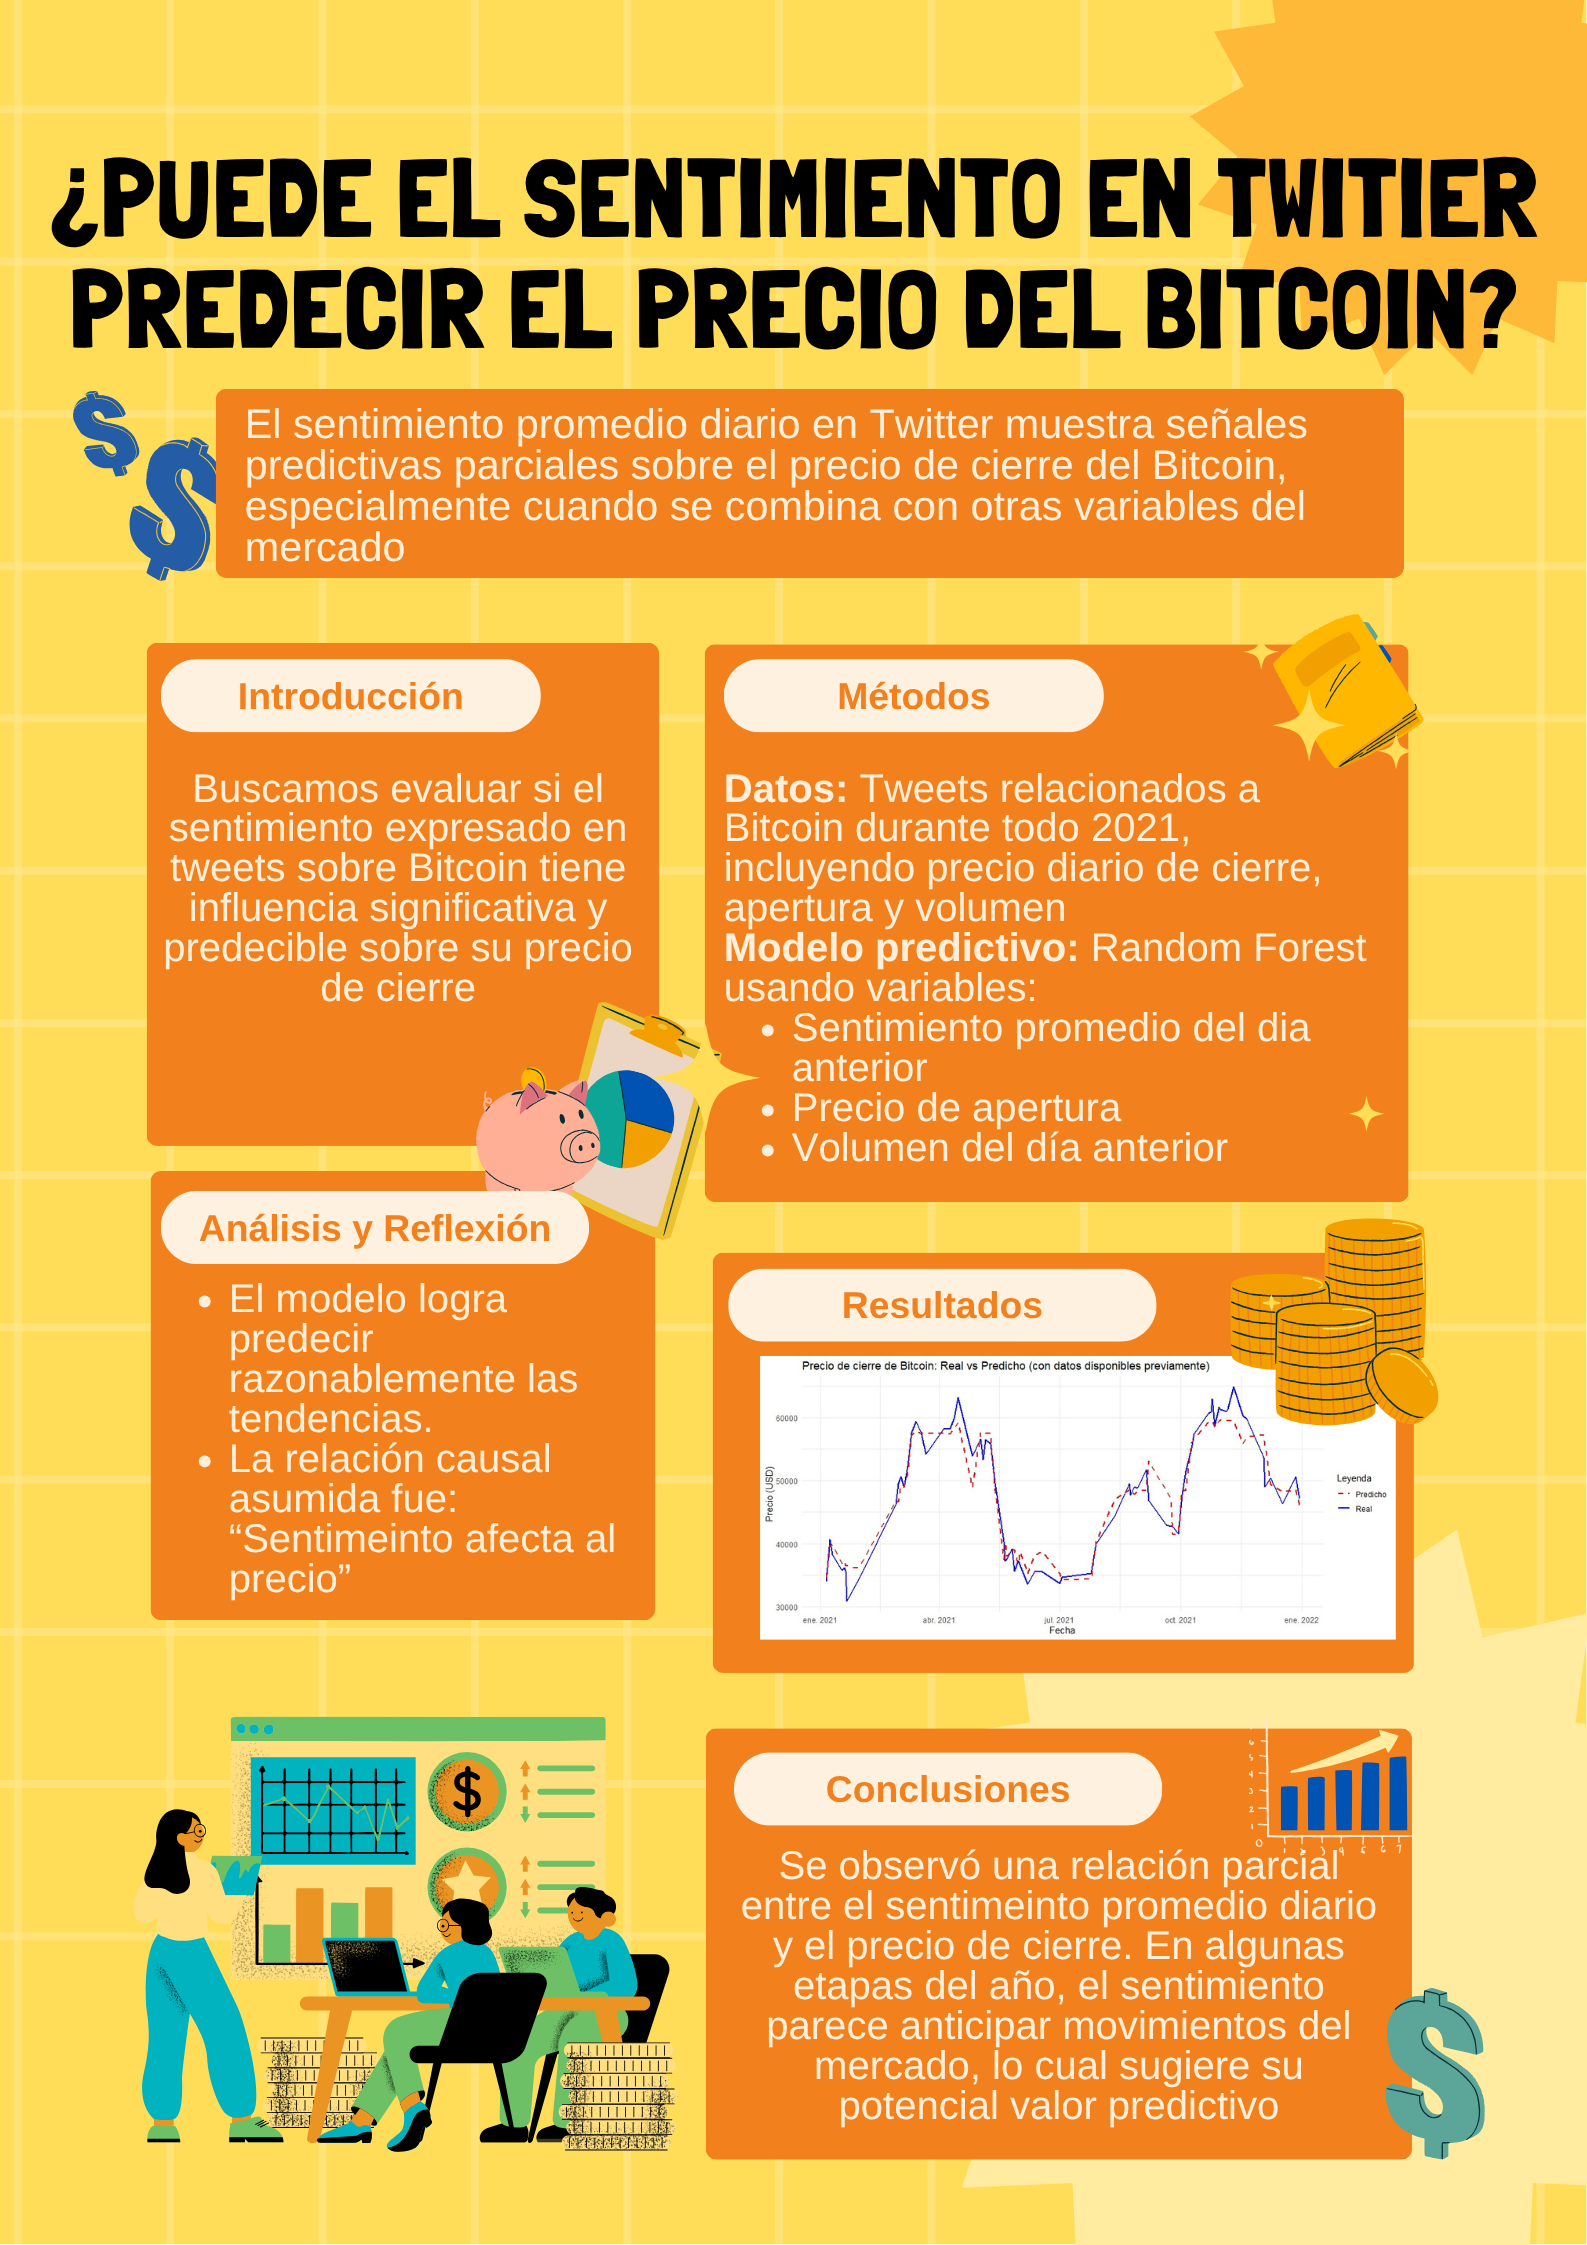 ¿PUEDE EL SENTIMIENTO EN TWITIER
PREDECIR EL PRECIO DEL BITCOIN?
El sentimiento promedio diario en Twitter muestra señales
predictivas parciales sobre el precio de cierre del Bitcoin,
especialmente cuando se combina con otras variables del
mercado
Introducción
Buscamos evaluar si el
sentimiento expresado en
tweets sobre Bitcoin tiene
influencia significativa y
predecible sobre su precio
de cierre
Métodos
Datos: Tweets relacionados a
Bitcoin durante todo 2021,
incluyendo precio diario de cierre,
apertura y volumen
Modelo predictivo: Random Forest
usando variables:
• Sentimiento promedio del dia
anterior
• Precio de apertura
• Volumen del día anterior
Análisis y Reflexión
• El modelo logra
predecir
razonablemente las
tendencias.
• La relación causal
asumida fue:
“Sentimeinto afecta al
precio”
Resultados
Precio de cierre de Bitcoin: Real vs Predicho (con datos disponibles previamente)
Precio (USD)
60000
50000
40000
30000
ene. 2021 abr. 2021 jul. 2021 oct. 2021 ene. 2022
Fecha
Leyenda
Predicho
Real
Conclusiones
Se observó una relación parcial
entre el sentimeinto promedio diario
y el precio de cierre. En algunas
etapas del año, el sentimiento
parece anticipar movimientos del
mercado, lo cual sugiere su
potencial valor predictivo